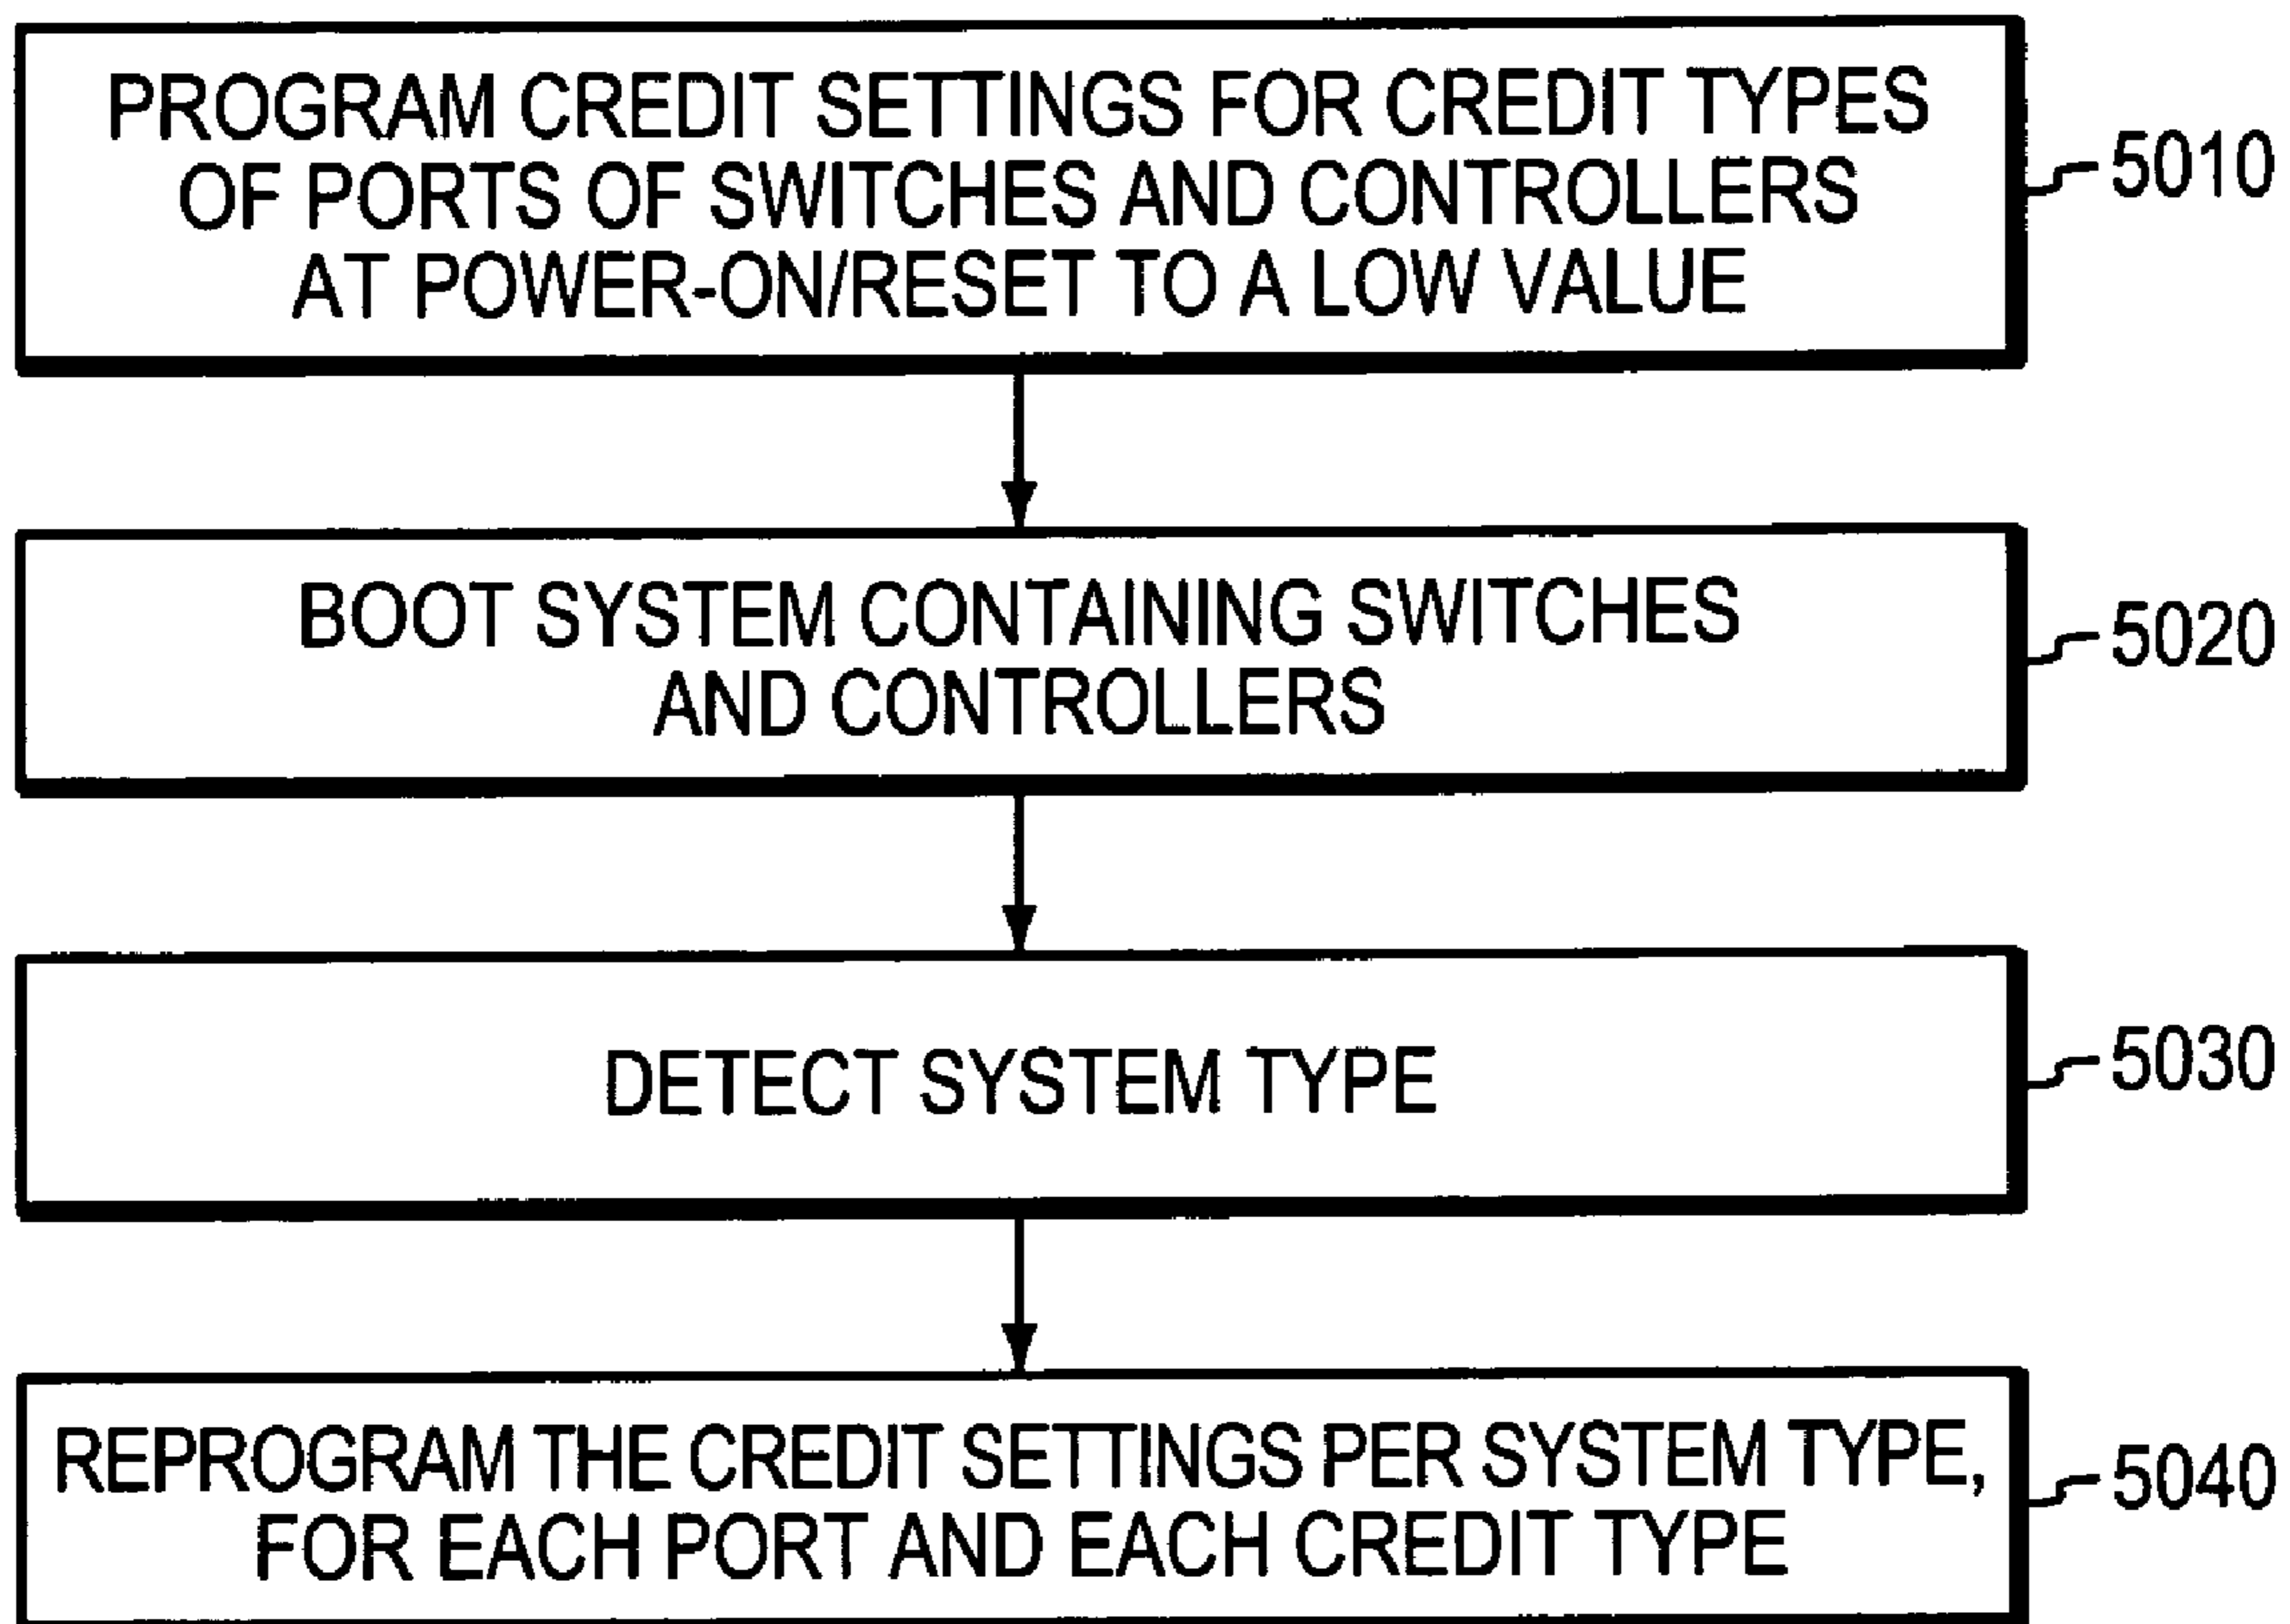 PROGRAM CREDIT SETTINGS FOR CREDIT TYPES
OF PORTS OF SWITCHES AND CONTROLLERS
AT POWER-ON/RESET TO A LOW VALUE
5010
BOOT SYSTEM CONTAINING SWITCHES
AND CONTROLLERS
5020
DETECT SYSTEM TYPE
5030
REPROGRAM THE CREDIT SETTINGS PER SYSTEM TYPE,
FOR EACH PORT AND EACH CREDIT TYPE
5040